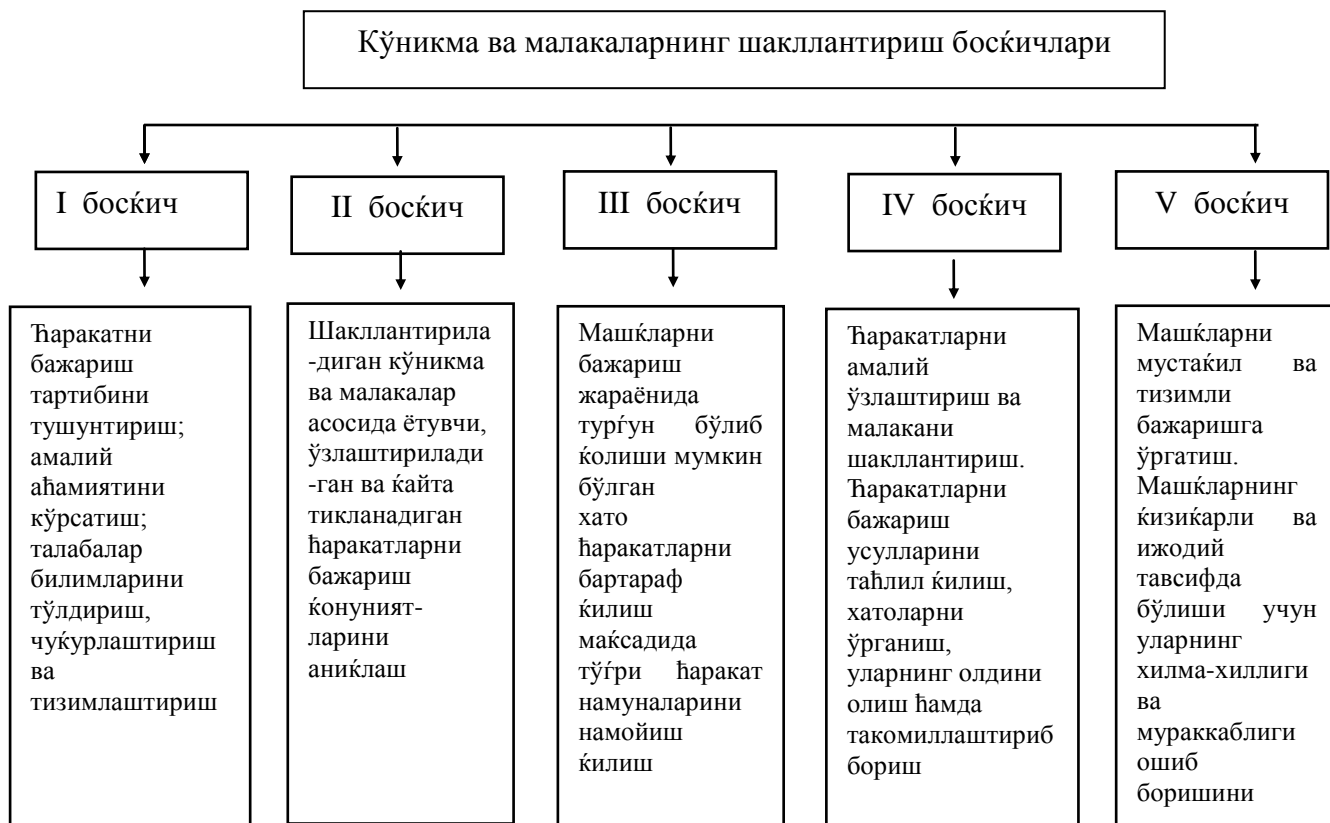 Кўникма ва малакаларнинг шакллантириш босќичлари
I босќич
Ћаракатни
бажариш
тартибини
тушунтириш;
амалий
аћамиятини
кўрсатиш;
талабалар
билимларини
тўлдириш,
чуќурлаштириш
ва
тизимлаштириш
II босќич
Шакллантирила
-диган кўникма
ва малакалар
асосида ётувчи,
ўзлаштирилади
-ган ва ќайта
тикланадиган
ћаракатларни
бажариш
ќонуният-
ларини
аниќлаш
III босќич
Машќларни
бажариш
жараёнида
турѓун бўлиб
ќолиши мумкин
бўлган
хато
ћаракатларни
бартараф
ќилиш
маќсадида
тўѓри ћаракат
намуналарини
намойиш
ќилиш
IV босќич
Ћаракатларни
амалий
ўзлаштириш ва
малакани
шакллантириш.
Ћаракатларни
бажариш
усулларини
таћлил ќилиш,
хатоларни
ўрганиш,
уларнинг олдини
олиш ћамда
такомиллаштириб
бориш
V босќич
Машќларни
мустаќил ва
тизимли
бажаришга
ўргатиш.
Машќларнинг
ќизиќарли ва
ижодий
тавсифда
бўлиши учун
уларнинг
хилма-хиллиги
ва
мураккаблиги
ошиб
боришини